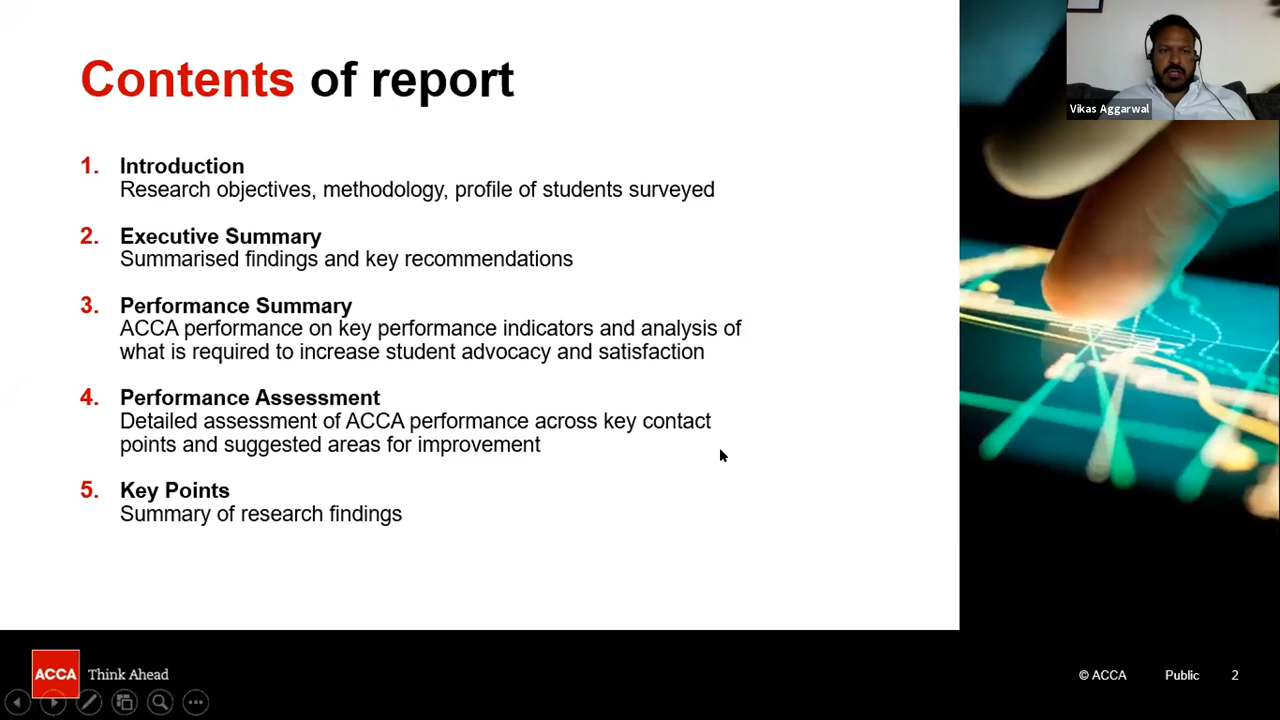 Contents of report
Vikas Aggarwal
1. Introduction
Research objectives, methodology, profile of students surveyed
2. Executive Summary
Summarised findings and key recommendations
3. Performance Summary
ACCA performance on key performance indicators and analysis of
what is required to increase student advocacy and satisfaction
4. Performance Assessment
Detailed assessment of ACCA performance across key contact
points and suggested areas for improvement
5. Key Points
Summary of research findings
ACCA Think Ahead
© ACCA Public 2